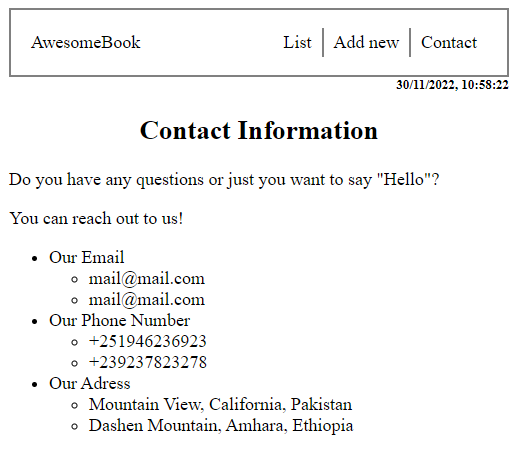 AwesomeBook List Add new Contact
30/11/2022, 10:58:22
Contact Information
Do you have any questions or just you want to say "Hello"?
You can reach out to us!
Our Email
mail@mail.com
mail@mail.com
Our Phone Number
+251946236923
+239237823278
Our Adress
Mountain View, California, Pakistan
Dashen Mountain, Amhara, Ethiopia